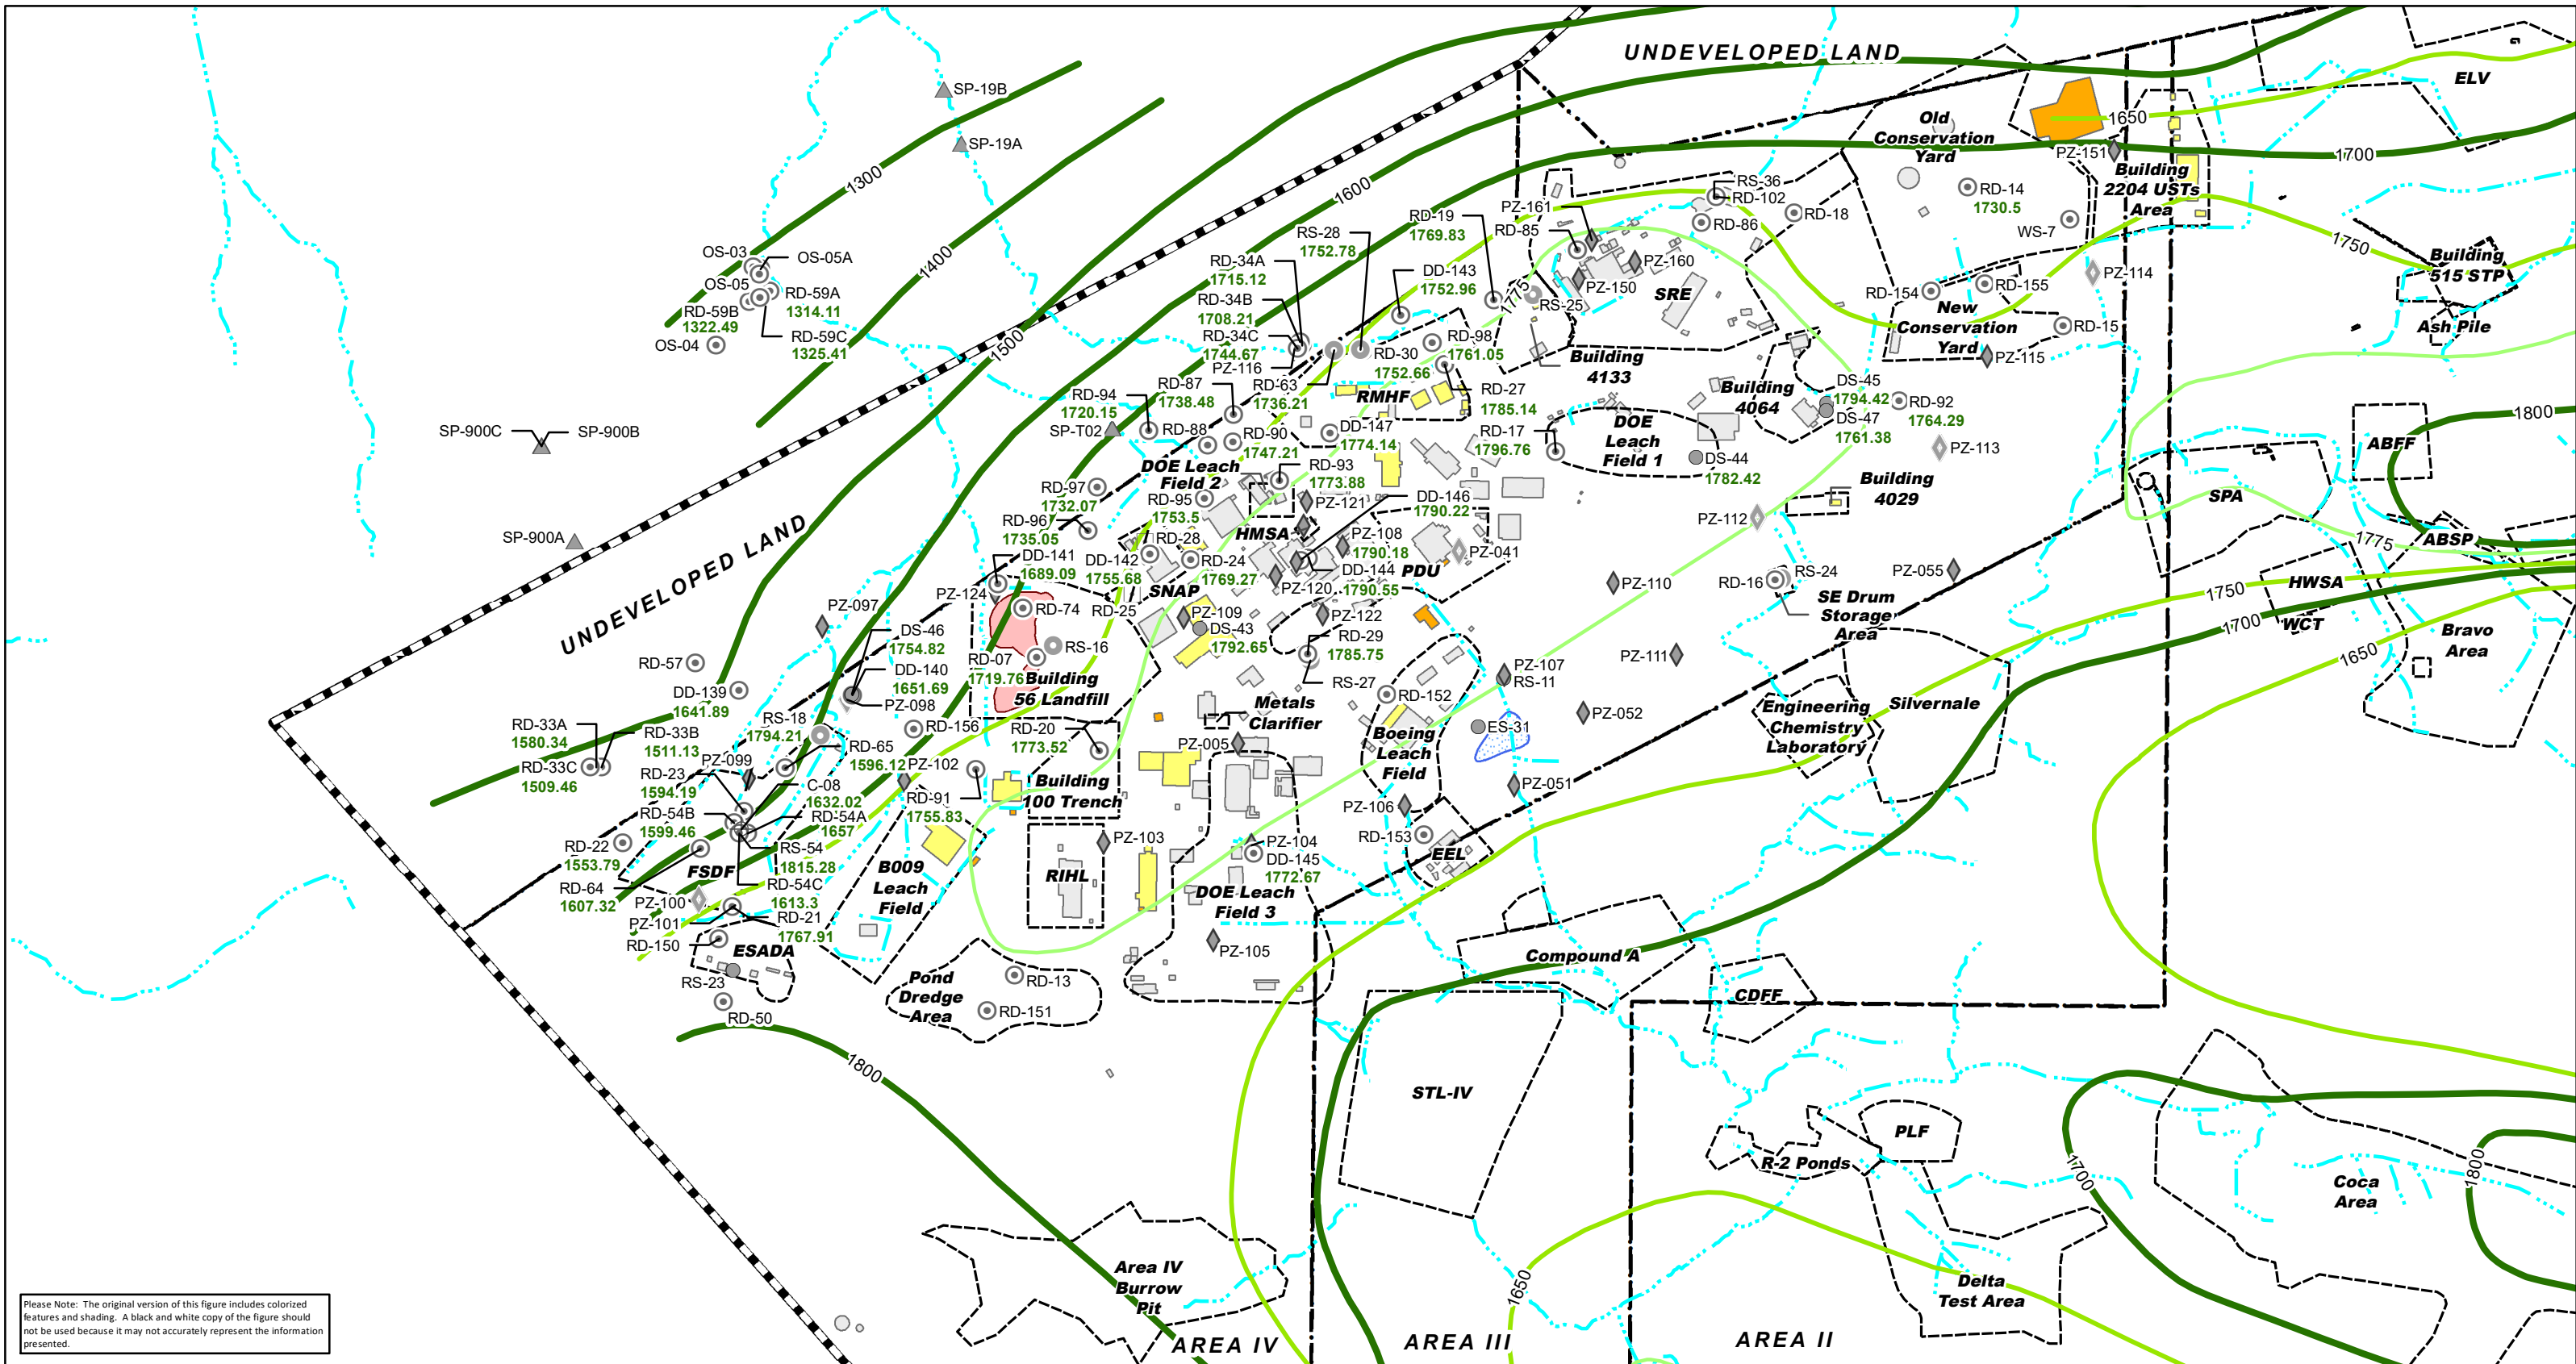 UNDEVELOPED LAND
ELV
SP-19B
SP-19A
1300
1400
1500
1600
1650
1700
1750
Old
Conservation
Yard
PZ-151
Building
2204 USTs
Area
RD-14
1730.5
WS-7
RS-36
RD-102
RD-86
RD-18
PZ-161
RD-85
RD-19
1769.83
RS-28
1752.78
RD-34A
1715.12
RD-34B
1708.21
RD-34C
1744.67
PZ-116
DD-143
1752.96
1775
RS-25
PZ-160
PZ-150
SRE
PZ-114
Building
515 STP
Ash Pile
RD-154
RD-155
New
Conservation
Yard
RD-15
PZ-115
OS-03
OS-05A
OS-05
RD-59A
1314.11
RD-59B
1322.49
RD-59C
1325.41
OS-04
RD-98
1761.05
RD-30
1752.66
RD-63
1736.21
RMHF
RD-27
1785.14
Building
4133
Building
4064
DS-45
1794.42
DS-47
1761.38
RD-92
1764.29
PZ-113
RD-87
1738.48
RD-94
1720.15
SP-T02
RD-88
RD-90
1747.21
DD-147
1774.14
RD-17
1796.76
DOE
Leach
Field 1
DS-44
1782.42
SP-900C
SP-900B
SP-900A
1800
ABFF
SPA
ABSP
1775
HWSA
WCT
1750
1700
1650
Bravo
Area
DOE Leach
Field 2
RD-93
1773.88
RD-97
1732.07
RD-95
1753.5
PZ-121
DD-146
1790.22
Building
4029
PZ-112
RD-96
1735.05
HMSA
RD-28
PZ-108
1790.18
PZ-041
PDU
DD-141
1689.09
DD-142
1755.68
RD-24
1769.27
DD-144
1790.55
PZ-120
SNAP
PZ-110
RD-16
RS-24
PZ-055
SE Drum
Storage
Area
UNDEVELOPED LAND
PZ-097
PZ-124
RD-74
RD-25
PZ-109
DS-43
1792.65
PZ-122
RD-29
1785.75
RS-27
RS-16
RD-07
1719.76
Building
56 Landfill
DS-46
1754.82
DD-140
1651.69
PZ-098
RD-57
DD-139
1641.89
RS-18
1794.21
RD-156
RD-20
1773.52
Metals
Clarifier
PZ-005
RD-152
Boeing
Leach
Field
PZ-107
RS-11
ES-31
PZ-111
PZ-052
PZ-051
Engineering
Chemistry
Laboratory
Silvernale
RD-33A
1580.34
RD-33B
1511.13
RD-33C
1509.46
PZ-099
RD-65
1596.12
PZ-102
RD-23
1594.19
C-08
1632.02
RD-54B
1599.46
RD-54A
1657
RD-91
1755.83
Building
100 Trench
PZ-106
RD-153
EEL
RD-22
1553.79
RS-54
1815.28
FSDF
RD-64
1607.32
RD-54C
1613.3
PZ-100
RD-21
1767.91
PZ-101
RD-150
ESADA
RS-23
RD-50
B009
Leach
Field
RIHL
PZ-103
PZ-104
DD-145
1772.67
DOE Leach
Field 3
PZ-105
Pond
Dredge
Area
RD-13
RD-151
Compound A
CDFF
1800
STL-IV
PLF
R-2 Ponds
1700
1800
Coca
Area
Delta
Test Area
1650
Area IV
Burrow
Pit
AREA IV
AREA III
AREA II
Please Note: The original version of this figure includes colorized
features and shading. A black and white copy of the figure should
not be used because it may not accurately represent the information
presented.